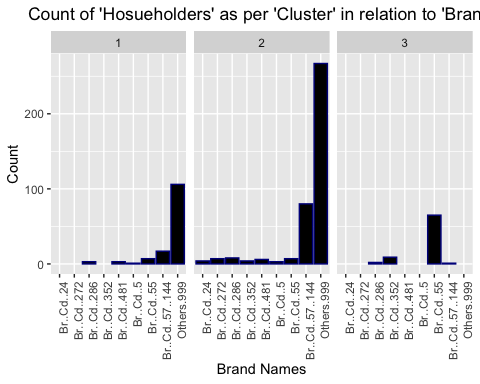 Count of 'Hosueholders' as per 'Cluster' in relation to 'Bran
1 2 3
200
100
0
Count
Br..Cd..24 Br..Cd..272 Br..Cd..286 Br..Cd..352 Br..Cd..481 Br..Cd..5 Br..Cd..55 Br..Cd..57..144 Others.999
Br..Cd..24 Br..Cd..272 Br..Cd..286 Br..Cd..352 Br..Cd..481 Br..Cd..5 Br..Cd..55 Br..Cd..57..144 Others.999
Br..Cd..24 Br..Cd..272 Br..Cd..286 Br..Cd..352 Br..Cd..481 Br..Cd..5 Br..Cd..55 Br..Cd..57..144 Others.999
Brand Names